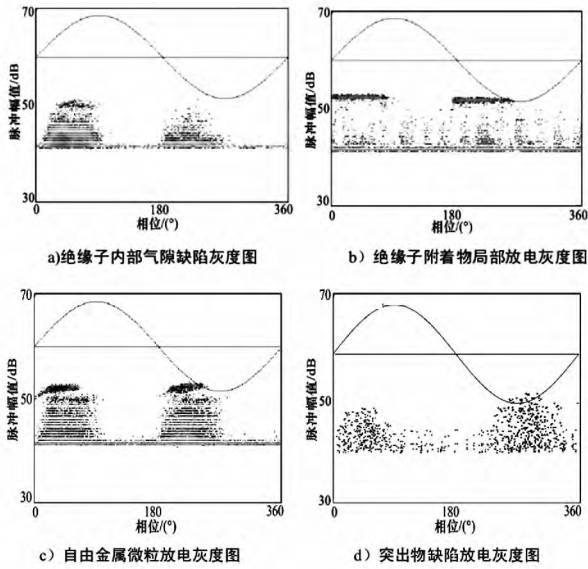 70
50
30
脉冲幅值/dB
0
180
360
相位/(°)
a)绝缘子内部气隙缺陷灰度图
70
50
30
脉冲幅值/dB
0
180
360
相位/(°)
b）绝缘子附着物局部放电灰度图
70
50
30
脉冲幅值/dB
0
180
360
相位/(°)
c）自由金属微粒放电灰度图
70
50
30
脉冲幅值/dB
0
180
360
相位/(°)
d）突出物缺陷放电灰度图